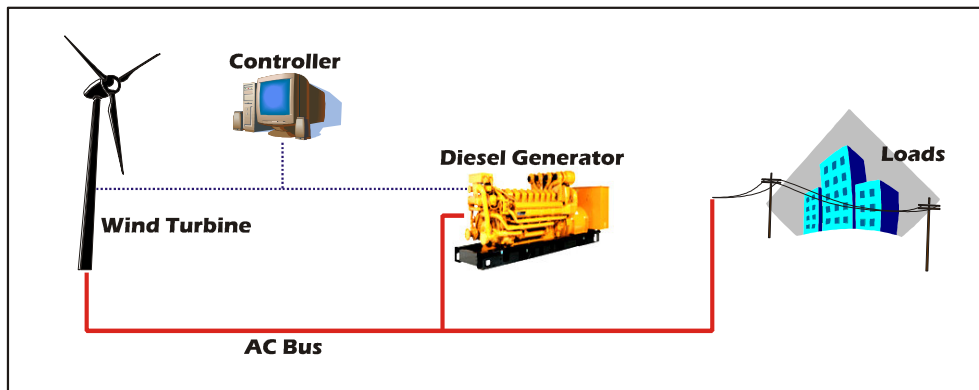 Controller
Diesel Generator
Loads
Wind Turbine
AC Bus